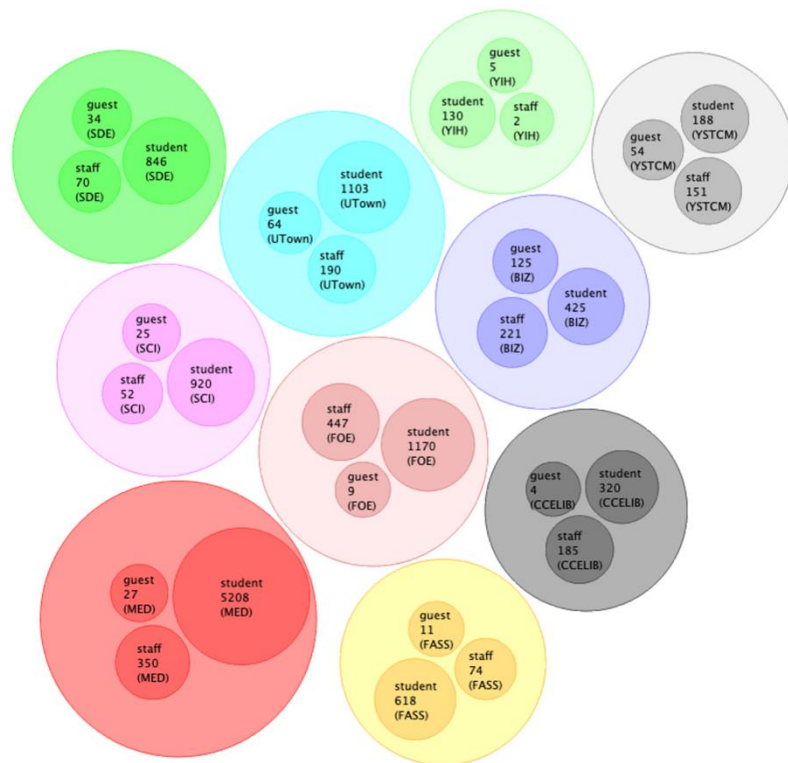 guest
5
(YIH)
student
130
(YIH)
staff
2
(YIH)
guest
34
(SDE)
student
846
(SDE)
staff
70
(SDE)
student
188
(YSTCM)
guest
54
(YSTCM)
staff
151
(YSTCM)
student
1103
(UTown)
guest
64
(UTown)
staff
190
(UTown)
guest
125
(BIZ)
student
425
(BIZ)
staff
221
(BIZ)
guest
25
(SCI)
student
920
(SCI)
staff
52
(SCI)
staff
447
(FOE)
student
1170
(FOE)
guest
9
(FOE)
guest
4
(CCELIB)
student
320
(CCELIB)
staff
185
(CCELIB)
guest
27
(MED)
student
5208
(MED)
staff
350
(MED)
guest
11
(FASS)
staff
74
(FASS)
student
618
(FASS)